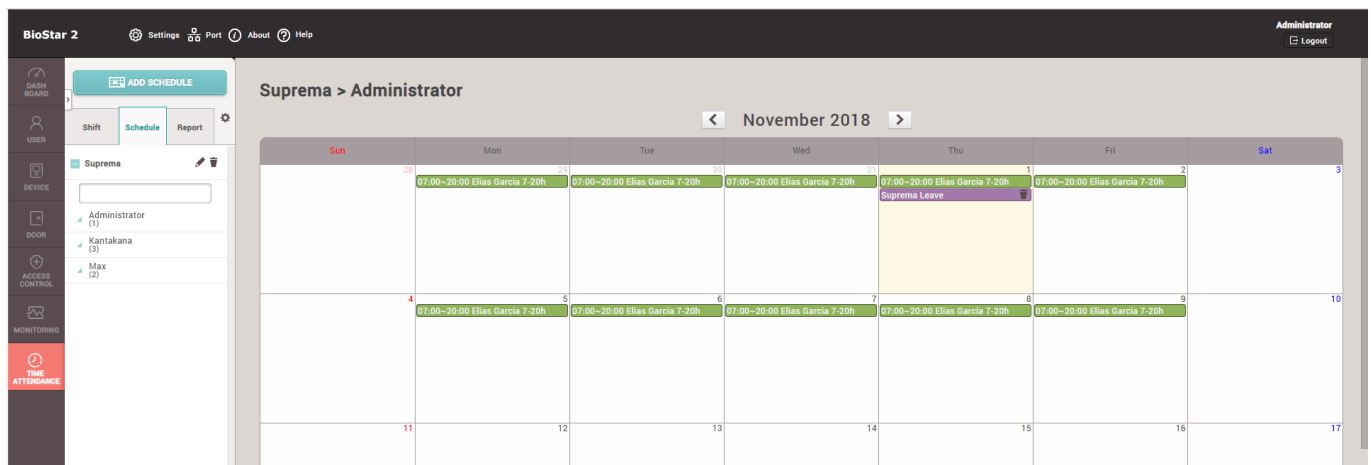 BioStar 2
Settings Port About Help
Administrator
Logout
DASH
BOARD
USER
DEVICE
DOOR
ACCESS
CONTROL
MONITORING
TIME
ATTENDANCE
ADD SCHEDULE
Shift Schedule Report
Suprema
Administrator
(1)
Kantakana
(3)
Max
(2)
Suprema > Administrator
November 2018
Sun Mon Tue Wed Thu Fri Sat
28 29 30 31 1 2 3
07:00~20:00 Elias Garcia 7-20h 07:00~20:00 Elias Garcia 7-20h 07:00~20:00 Elias Garcia 7-20h 07:00~20:00 Elias Garcia 7-20h 07:00~20:00 Elias Garcia 7-20h
Suprema Leave
4 5 6 7 8 9 10
07:00~20:00 Elias Garcia 7-20h 07:00~20:00 Elias Garcia 7-20h 07:00~20:00 Elias Garcia 7-20h 07:00~20:00 Elias Garcia 7-20h 07:00~20:00 Elias Garcia 7-20h
11 12 13 14 15 16 17